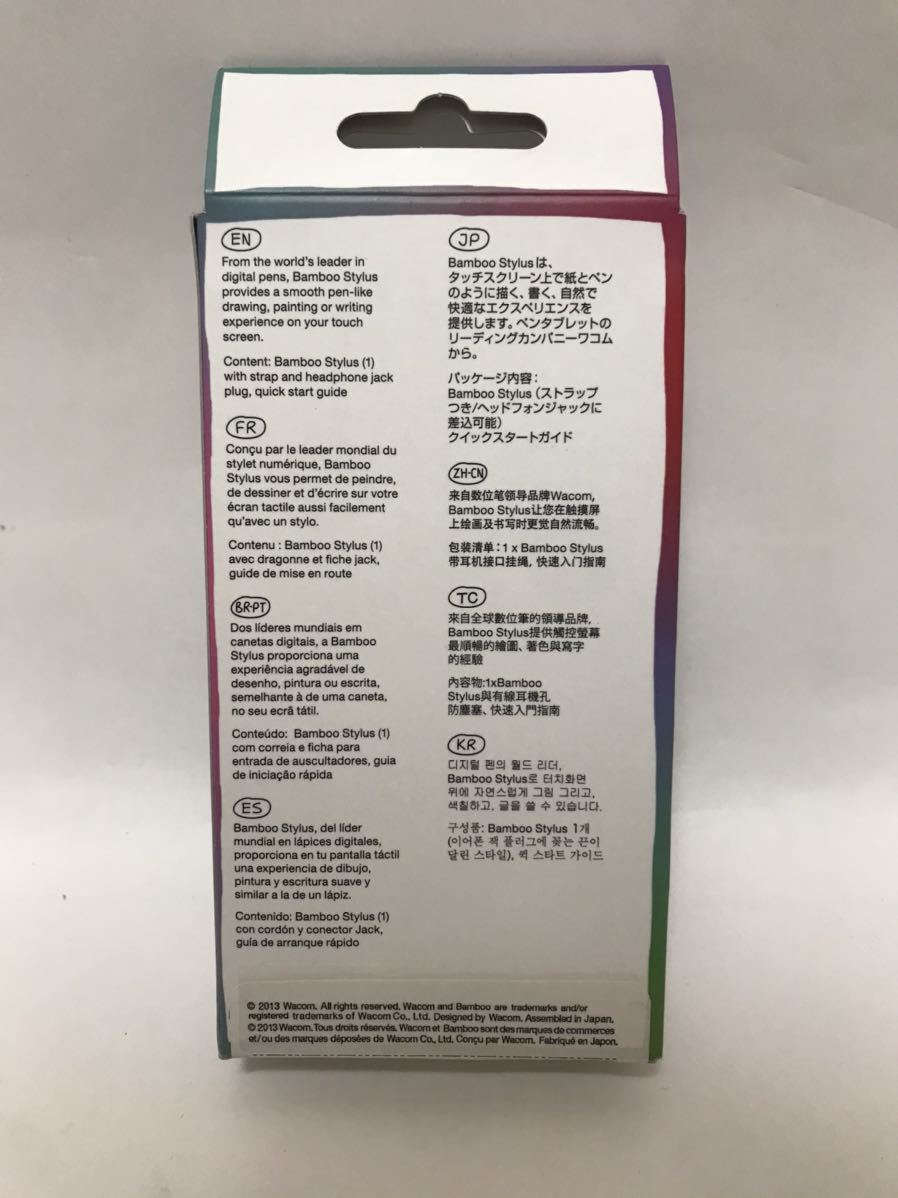 EN
From the world's leader in
digital pens, Bamboo Stylus
provides a smooth pen-like
drawing, painting or writing
experience on your touch
screen.
Content: Bamboo Stylus (1)
with strap and headphone jack
plug, quick start guide
FR
Conçu par le leader mondial du
stylet numérique, Bamboo
Stylus vous permet de peindre,
de dessiner et d'écrire sur votre
écran tactile aussi facilement
qu'avec un stylo.
Contenu : Bamboo Stylus (1)
avec dragonne et fiche jack,
guide de mise en route
BR-PT
Dos líderes mundiais em
canetas digitais, a Bamboo
Stylus proporciona uma
experiência agradável de
desenho, pintura ou escrita,
semelhante à de uma caneta,
no seu ecrã tátil.
Conteúdo: Bamboo Stylus (1)
com correia e ficha para
entrada de auscultadores, guia
de iniciação rápida
ES
Bamboo Stylus, del líder
mundial en lápices digitales,
proporciona en tu pantalla táctil
una experiencia de dibujo,
pintura y escritura suave y
similar a la de un lápiz.
Contenido: Bamboo Stylus (1)
con cordón y conector Jack,
guía de arranque rápido
JP
Bamboo Stylusは、
タッチスクリーン上で紙とペン
のように描く、書く、自然で
快適なエクスペリエンスを
提供します。ペンタブレットの
リーディングカンパニーワコム
から。
パッケージ内容：
Bamboo Stylus（ストラップ
つき/ヘッドフォンジャックに
差込可能）
クイックスタートガイド
ZH-CN
来自数位笔领导品牌Wacom,
Bamboo Stylus让您在触摸屏
上绘画及书写时更觉自然流畅。
包装清单：1 x Bamboo Stylus
带耳机接口挂绳, 快速入门指南
TC
來自全球數位筆的領導品牌,
Bamboo Stylus提供觸控螢幕
最順暢的繪圖、著色與寫字
的經驗
內容物:1xBamboo
Stylus與有線耳機孔
防塵塞、快速入門指南
KR
디지털 펜의 월드 리더,
Bamboo Stylus로 터치화면
위에 자연스럽게 그림 그리고,
색칠하고, 글을 쓸 수 있습니다.
구성품: Bamboo Stylus 1개
(이어폰 잭 플러그에 꽂는 끈이
달린 스타일), 퀵 스타트 가이드
© 2013 Wacom. All rights reserved. Wacom and Bamboo are trademarks and/or
registered trademarks of Wacom Co., Ltd. Designed by Wacom. Assembled in Japan.
© 2013 Wacom. Tous droits réservés. Wacom et Bamboo sont des marques de commerces
et/ou des marques déposées de Wacom Co., Ltd. Conçu par Wacom. Fabriqué en Japon.